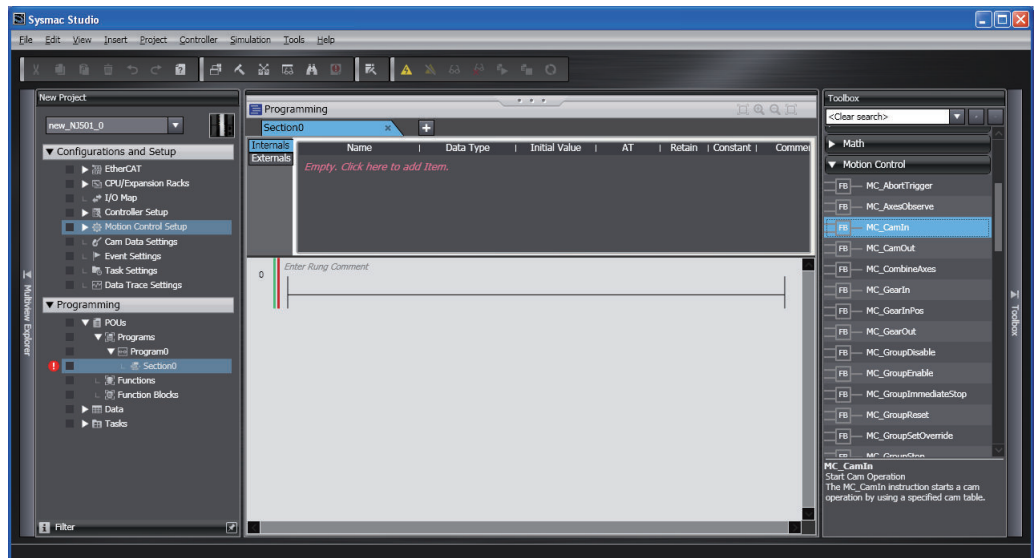 Sysmac Studio
File Edit View Insert Project Controller Simulation Tools Help
New Project
new_NJ501_0
Configurations and Setup
EtherCAT
CPU/Expansion Racks
I/O Map
Controller Setup
Motion Control Setup
Cam Data Settings
Event Settings
Task Settings
Data Trace Settings
Programming
POUs
Programs
Program0
Section0
Functions
Function Blocks
Data
Tasks
Filter
Multiview Explorer
Programming
Section0
Internals
Externals
Name Data Type Initial Value AT Retain Constant Commen
Empty. Click here to add Item.
0 Enter Rung Comment
Toolbox
<Clear search>
Math
Motion Control
FB MC_AbortTrigger
FB MC_AxesObserve
FB MC_CamIn
FB MC_CamOut
FB MC_CombineAxes
FB MC_GearIn
FB MC_GearInPos
FB MC_GearOut
FB MC_GroupDisable
FB MC_GroupEnable
FB MC_GroupImmediateStop
FB MC_GroupReset
FB MC_GroupSetOverride
FB MC_GroupStop
MC_CamIn
Start Cam Operation
The MC_CamIn instruction starts a cam
operation by using a specified cam table.
Toolbox